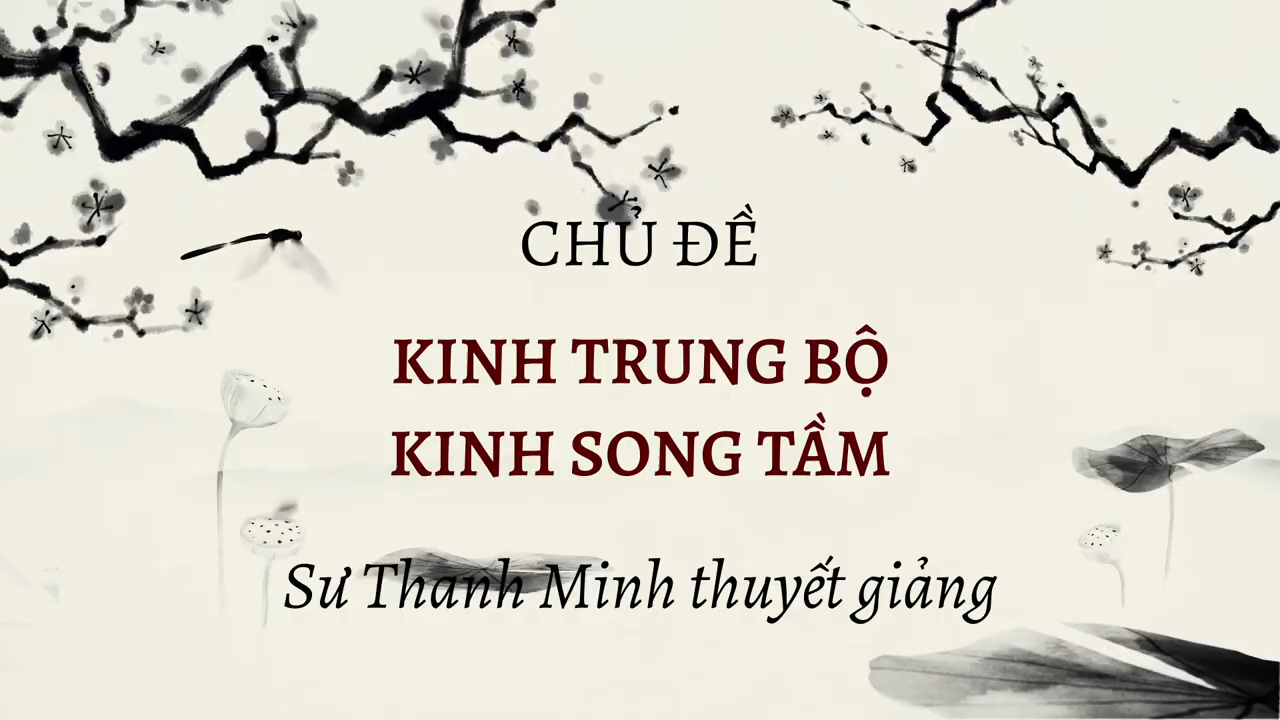 CHỦ ĐỀ
KINH TRUNG BỘ
KINH SONG TẦM
Sư Thanh Minh thuyết giảng